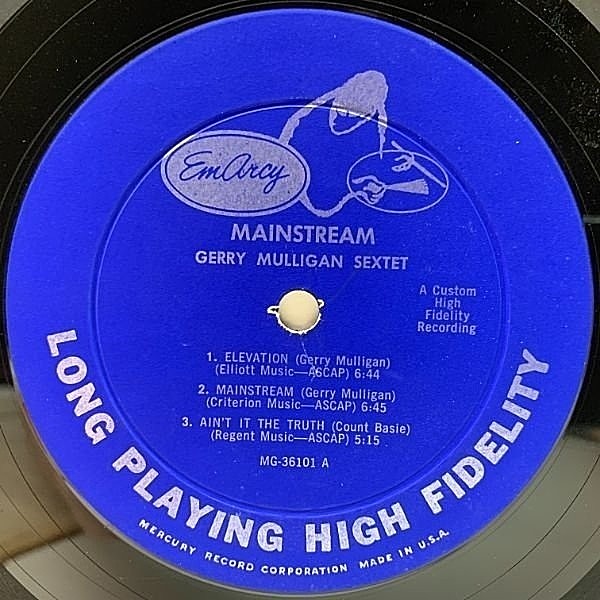 EmArcy
MAINSTREAM
GERRY MULLIGAN SEXTET
A Custom
High
Fidelity
Recording
1. ELEVATION (Gerry Mulligan)
(Elliott Music—ASCAP) 6:44
2. MAINSTREAM (Gerry Mulligan)
(Criterion Music—ASCAP) 6:45
3. AIN'T IT THE TRUTH (Count Basie)
(Regent Music—ASCAP) 5:15
MG-36101 A
LONG PLAYING HIGH FIDELITY
MERCURY RECORD CORPORATION MADE IN U.S.A.